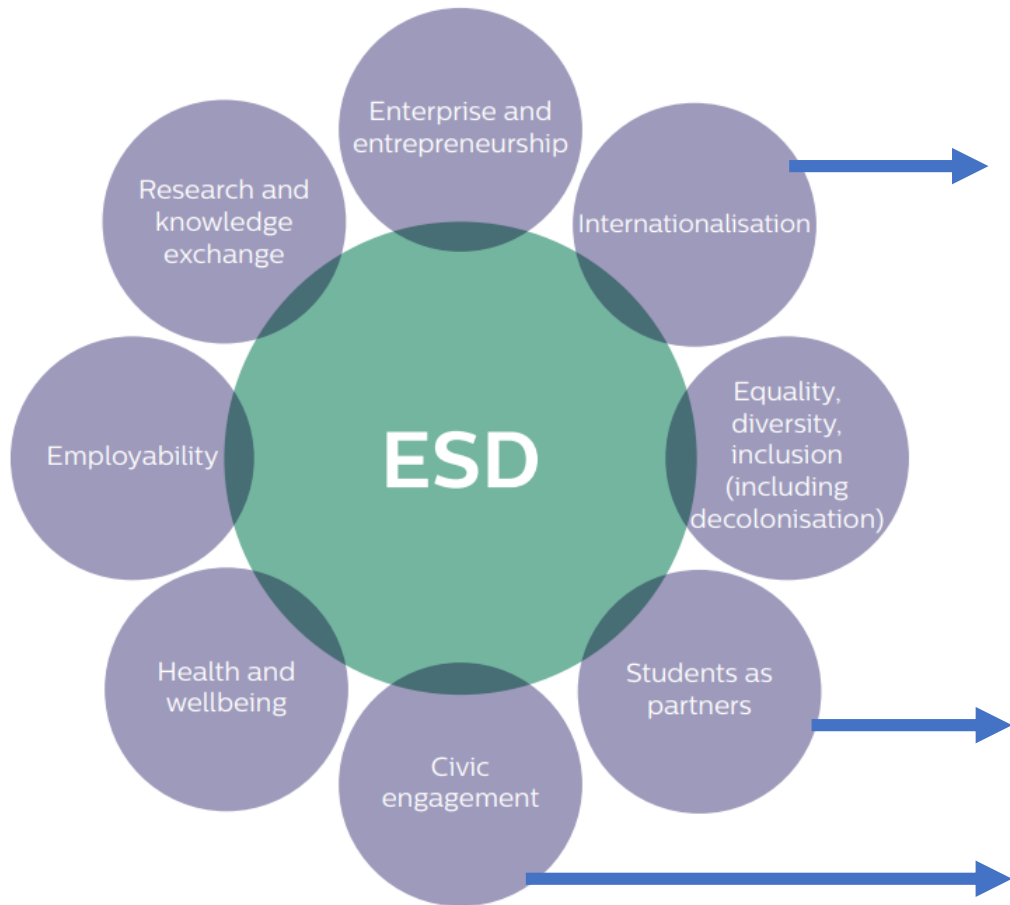 Enterprise and
entrepreneurship
Internationalisation
Equality,
diversity,
inclusion
(including
decolonisation)
Students as
partners
Civic
engagement
Health and
wellbeing
Employability
Research and
knowledge
exchange
ESD